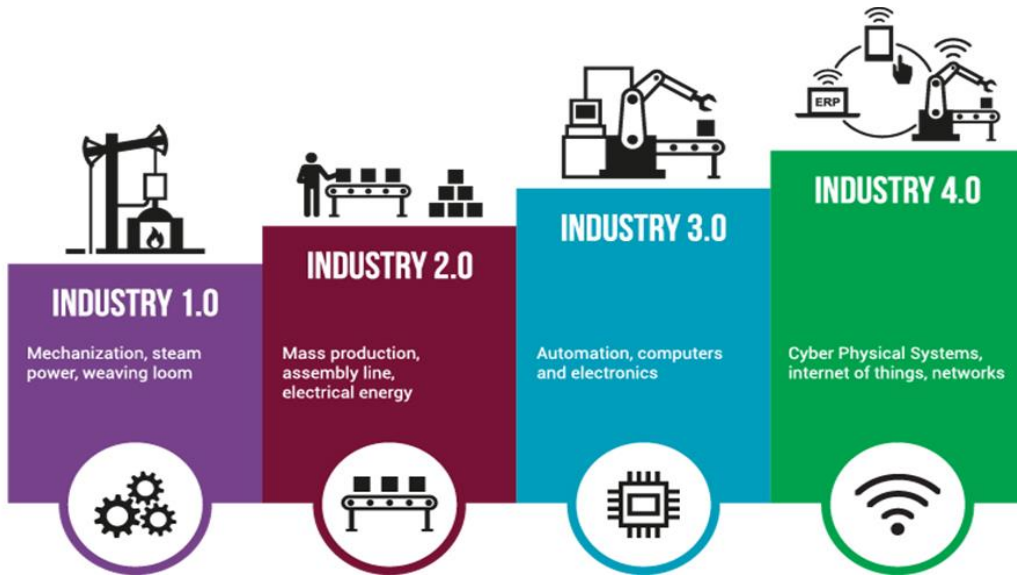 INDUSTRY 1.0
Mechanization, steam
power, weaving loom
INDUSTRY 2.0
Mass production,
assembly line,
electrical energy
INDUSTRY 3.0
Automation, computers
and electronics
ERP
INDUSTRY 4.0
Cyber Physical Systems,
internet of things, networks